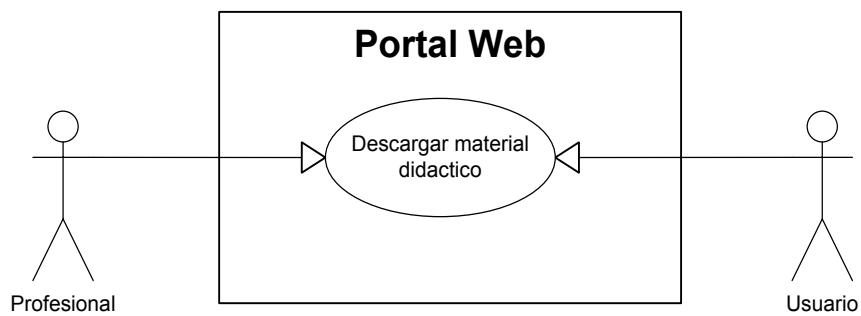 Portal Web
Descargar material
didactico
Profesional
Usuario